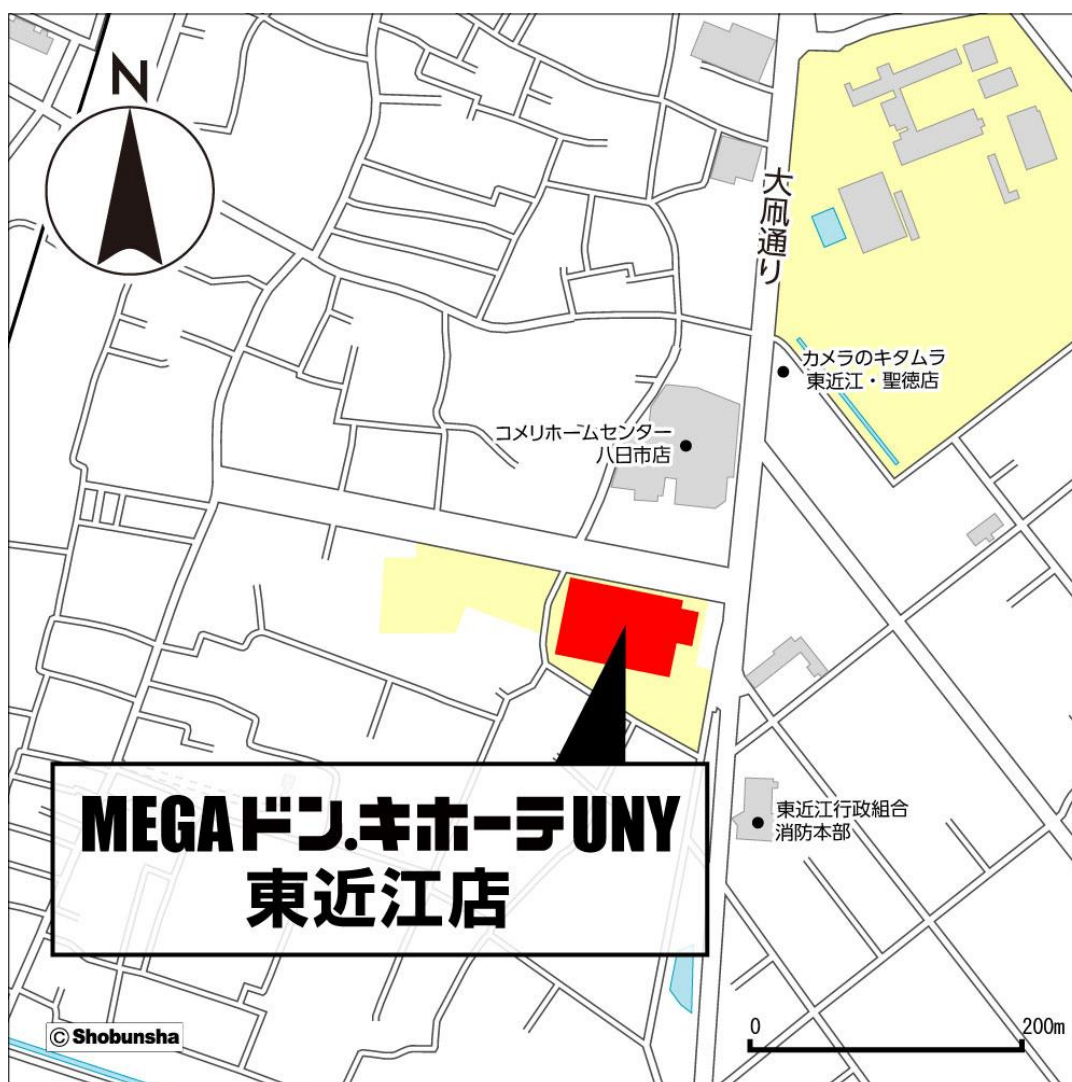 N
大凧通り
カメラのキタムラ
東近江・聖徳店
コメリホームセンター
八日市店
MEGAドン.キホーテUNY
東近江店
東近江行政組合
消防本部
© Shobunsha
0 200m